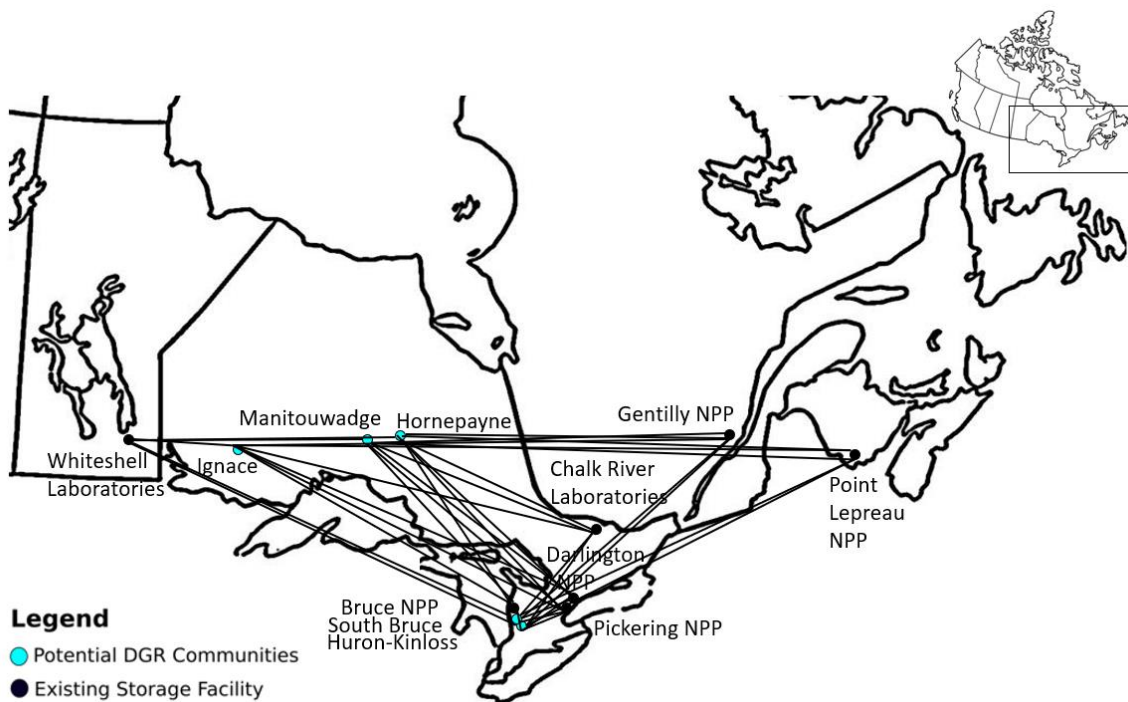 Manitouwadge
Hornepayne
Gentilly NPP
Whiteshell
Laboratories
Ignace
Chalk River
Laboratories
Point
Lepreau
NPP
Darlington
NPP
Bruce NPP
South Bruce
Huron-Kinloss
Pickering NPP
Legend
Potential DGR Communities
Existing Storage Facility